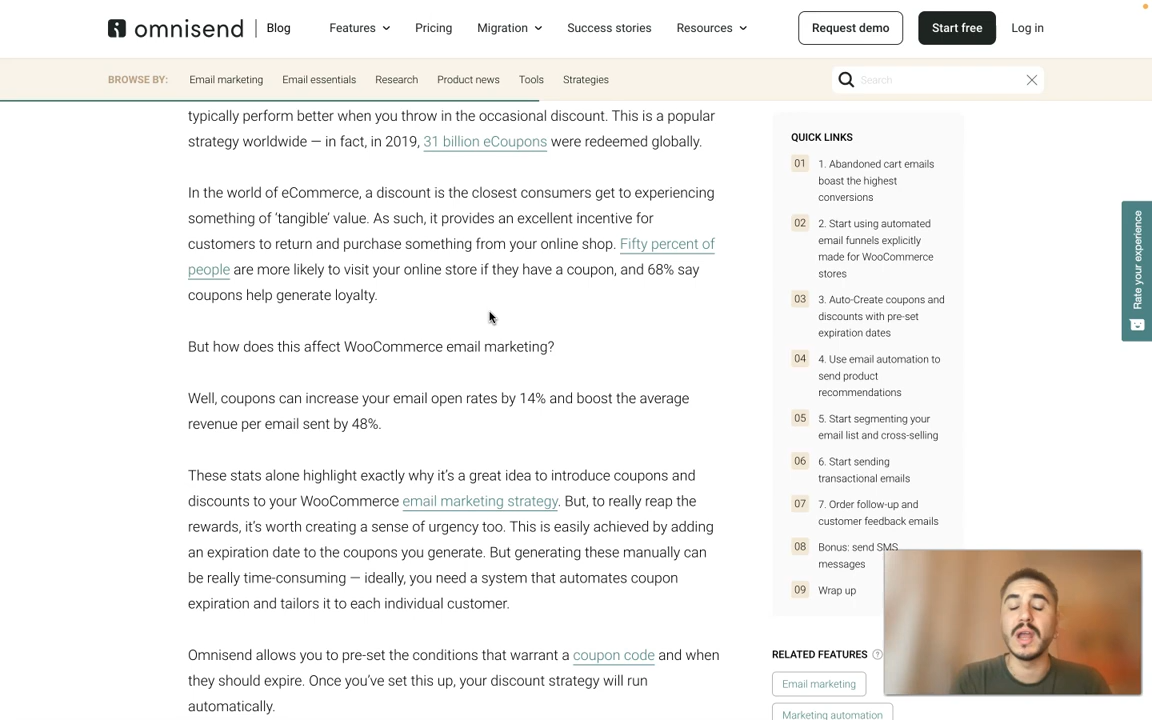 omnisend
Blog
Features
Pricing
Migration
Success stories
Resources
Request demo
Start free
Log in
BROWSE BY:
Email marketing
Email essentials
Research
Product news
Tools
Strategies
Search
typically perform better when you throw in the occasional discount. This is a popular
strategy worldwide — in fact, in 2019, 31 billion eCoupons were redeemed globally.
In the world of eCommerce, a discount is the closest consumers get to experiencing
something of ‘tangible’ value. As such, it provides an excellent incentive for
customers to return and purchase something from your online shop. Fifty percent of
people are more likely to visit your online store if they have a coupon, and 68% say
coupons help generate loyalty.
But how does this affect WooCommerce email marketing?
Well, coupons can increase your email open rates by 14% and boost the average
revenue per email sent by 48%.
These stats alone highlight exactly why it’s a great idea to introduce coupons and
discounts to your WooCommerce email marketing strategy. But, to really reap the
rewards, it’s worth creating a sense of urgency too. This is easily achieved by adding
an expiration date to the coupons you generate. But generating these manually can
be really time-consuming — ideally, you need a system that automates coupon
expiration and tailors it to each individual customer.
Omnisend allows you to pre-set the conditions that warrant a coupon code and when
they should expire. Once you’ve set this up, your discount strategy will run
automatically.
QUICK LINKS
01 1. Abandoned cart emails
boast the highest
conversions
02 2. Start using automated
email funnels explicitly
made for WooCommerce
stores
03 3. Auto-Create coupons and
discounts with pre-set
expiration dates
04 4. Use email automation to
send product
recommendations
05 5. Start segmenting your
email list and cross-selling
06 6. Start sending
transactional emails
07 7. Order follow-up and
customer feedback emails
08 Bonus: send SMS
messages
09 Wrap up
RELATED FEATURES ?
Email marketing
Marketing automation
Rate your experience